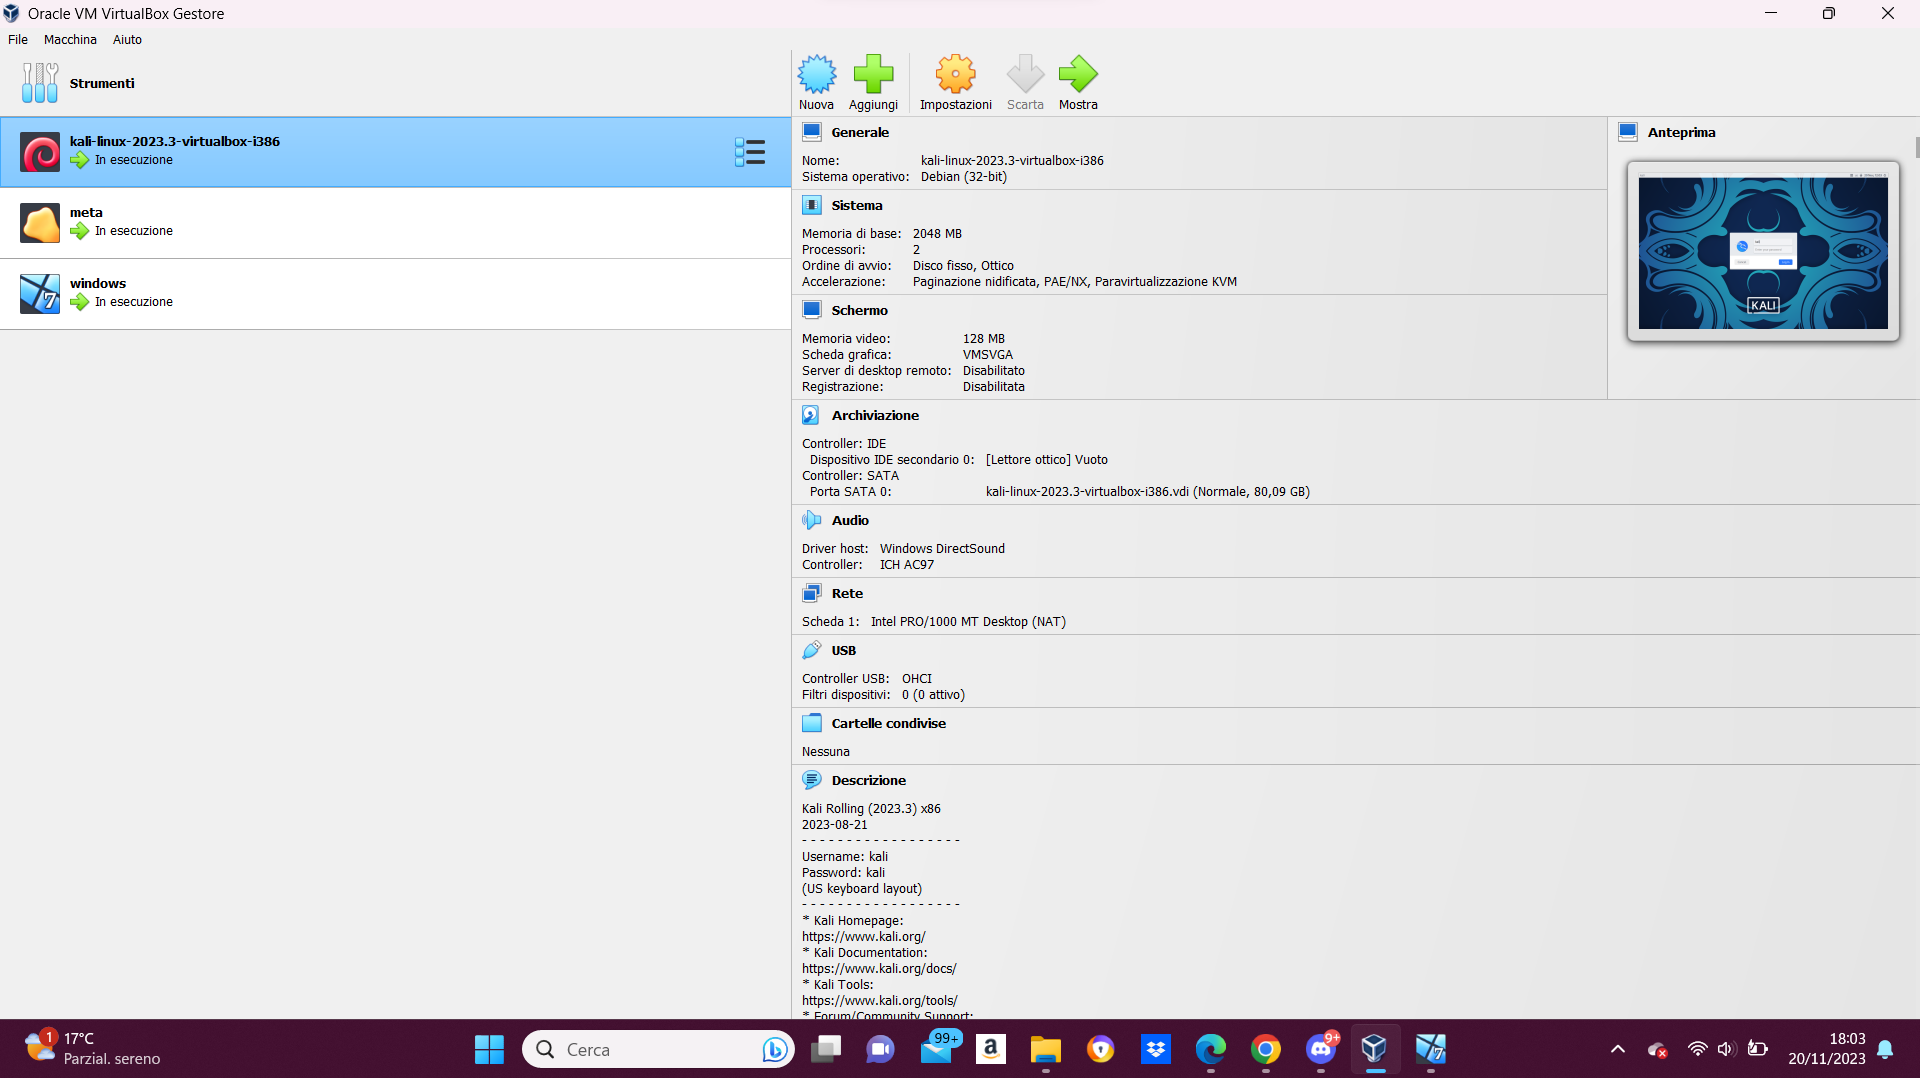 Oracle VM VirtualBox Gestore
File Macchina Aiuto
Strumenti
Nuova Aggiungi Impostazioni Scarta Mostra
kali-linux-2023.3-virtualbox-i386
In esecuzione
meta
In esecuzione
windows
In esecuzione
Generale
Nome: kali-linux-2023.3-virtualbox-i386
Sistema operativo: Debian (32-bit)
Sistema
Memoria di base: 2048 MB
Processori: 2
Ordine di avvio: Disco fisso, Ottico
Accelerazione: Paginazione nidificata, PAE/NX, Paravirtualizzazione KVM
Schermo
Memoria video: 128 MB
Scheda grafica: VMSVGA
Server di desktop remoto: Disabilitato
Registrazione: Disabilitata
Anteprima
KALI
Archiviazione
Controller: IDE
Dispositivo IDE secondario 0: [Lettore ottico] Vuoto
Controller: SATA
Porta SATA 0: kali-linux-2023.3-virtualbox-i386.vdi (Normale, 80,09 GB)
Audio
Driver host: Windows DirectSound
Controller: ICH AC97
Rete
Scheda 1: Intel PRO/1000 MT Desktop (NAT)
USB
Controller USB: OHCI
Filtri dispositivi: 0 (0 attivo)
Cartelle condivise
Nessuna
Descrizione
Kali Rolling (2023.3) x86
2023-08-21
- - - - - - - - - - - - - - - - - -
Username: kali
Password: kali
(US keyboard layout)
- - - - - - - - - - - - - - - - - -
* Kali Homepage:
https://www.kali.org/
* Kali Documentation:
https://www.kali.org/docs/
* Kali Tools:
https://www.kali.org/tools/
* Forum/Community Support:
1
17°C
Parzial. sereno
Cerca
99+
a
9+
7
18:03
20/11/2023